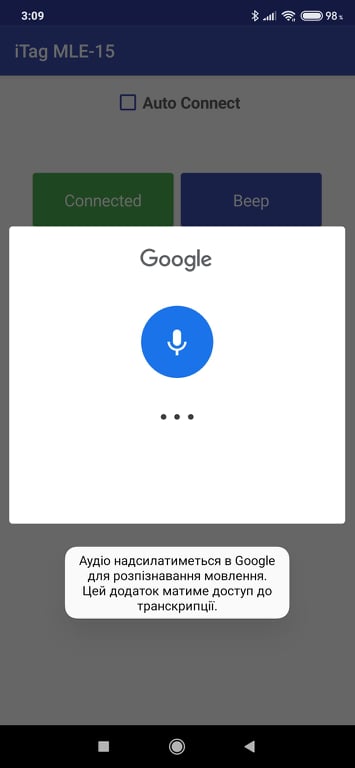 3:09
98%
iTag MLE-15
Auto Connect
Connected
Beep
Google
Аудіо надсилатиметься в Google
для розпізнавання мовлення.
Цей додаток матиме доступ до
транскрипції.